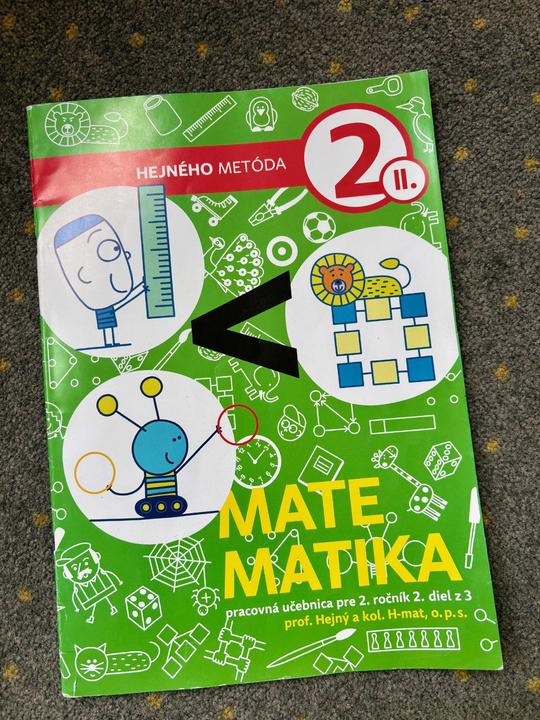 HEJNÉHO METÓDA
2
II.
MATE
MATIKA
pracovná učebnica pre 2. ročník 2. diel z 3
prof. Hejný a kol. H-mat, o. p. s.